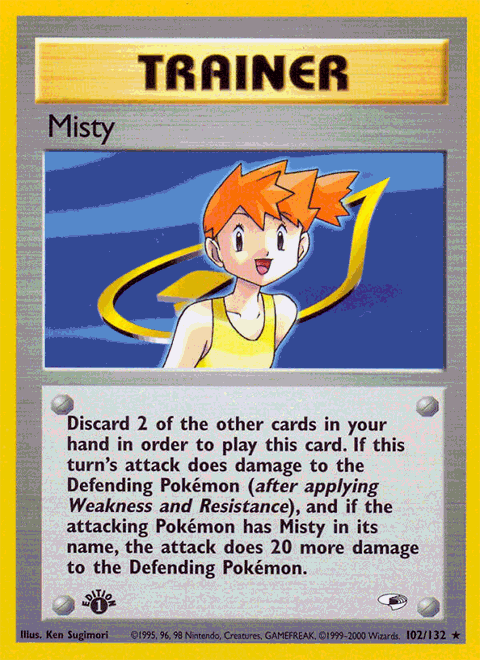 TRAINER
Misty
Discard 2 of the other cards in your
hand in order to play this card. If this
turn's attack does damage to the
Defending Pokémon (after applying
Weakness and Resistance), and if the
attacking Pokémon has Misty in its
name, the attack does 20 more damage
to the Defending Pokémon.
EDITION
1
Illus. Ken Sugimori ©1995, 96, 98 Nintendo, Creatures, GAMEFREAK. ©1999-2000 Wizards. 102/132 ★